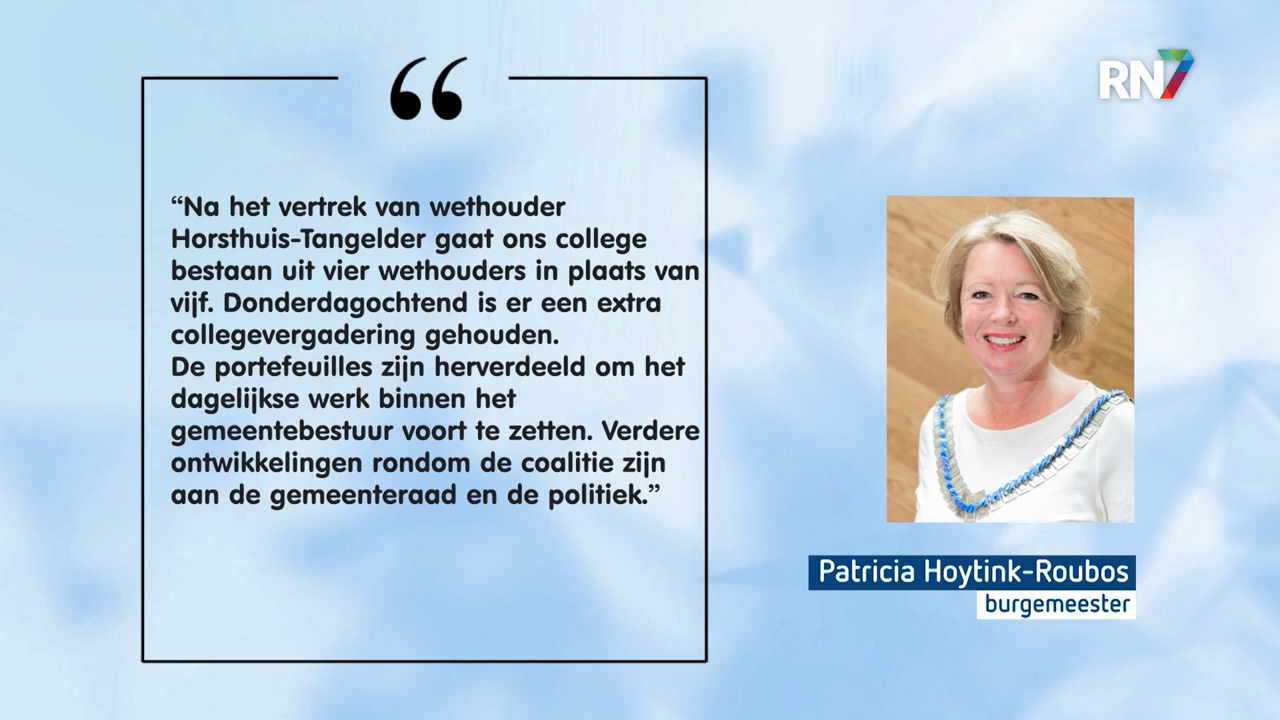 RN7
“Na het vertrek van wethouder
Horsthuis-Tangelder gaat ons college
bestaan uit vier wethouders in plaats van
vijf. Donderdagochtend is er een extra
collegevergadering gehouden.
De portefeuilles zijn herverdeeld om het
dagelijkse werk binnen het
gemeentebestuur voort te zetten. Verdere
ontwikkelingen rondom de coalitie zijn
aan de gemeenteraad en de politiek.”
Patricia Hoytink-Roubos
burgemeester